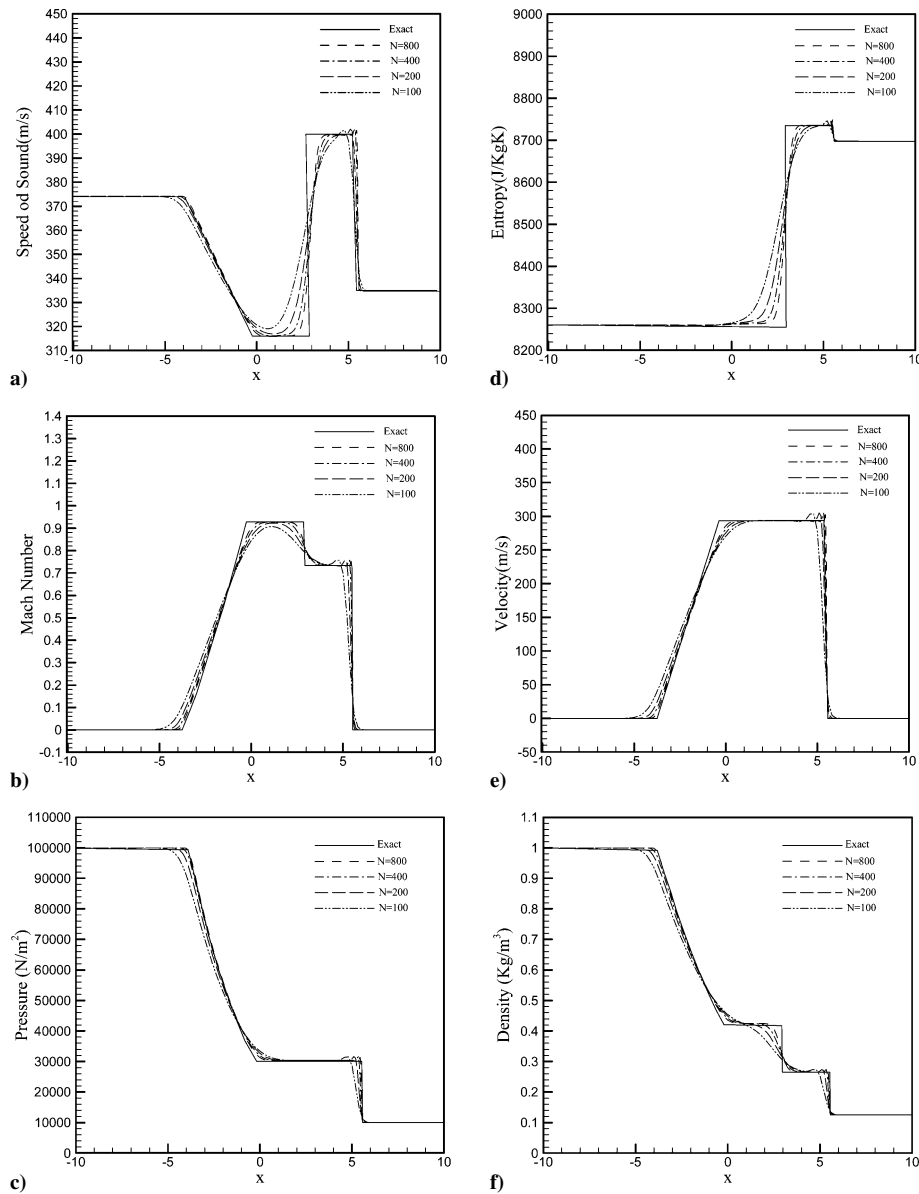 Speed od Sound(m/s)
450
440
430
420
410
400
390
380
370
360
350
340
330
320
310
-10
-5
0
5
10
x
Exact
N=800
N=400
N=200
N=100
a)
Entropy(J/KgK)
9000
8900
8800
8700
8600
8500
8400
8300
8200
-10
-5
0
5
10
x
Exact
N=800
N=400
N=200
N=100
d)
Mach Number
1.4
1.3
1.2
1.1
1
0.9
0.8
0.7
0.6
0.5
0.4
0.3
0.2
0.1
0
-0.1
-10
-5
0
5
10
x
Exact
N=800
N=400
N=200
N=100
b)
Velocity(m/s)
450
400
350
300
250
200
150
100
50
0
-50
-10
-5
0
5
10
x
Exact
N=800
N=400
N=200
N=100
e)
Pressure (N/m²)
110000
100000
90000
80000
70000
60000
50000
40000
30000
20000
10000
0
-10
-5
0
5
10
x
Exact
N=800
N=400
N=200
N=100
c)
Density (Kg/m³)
1.1
1
0.9
0.8
0.7
0.6
0.5
0.4
0.3
0.2
0.1
0
-10
-5
0
5
10
x
Exact
N=800
N=400
N=200
N=100
f)